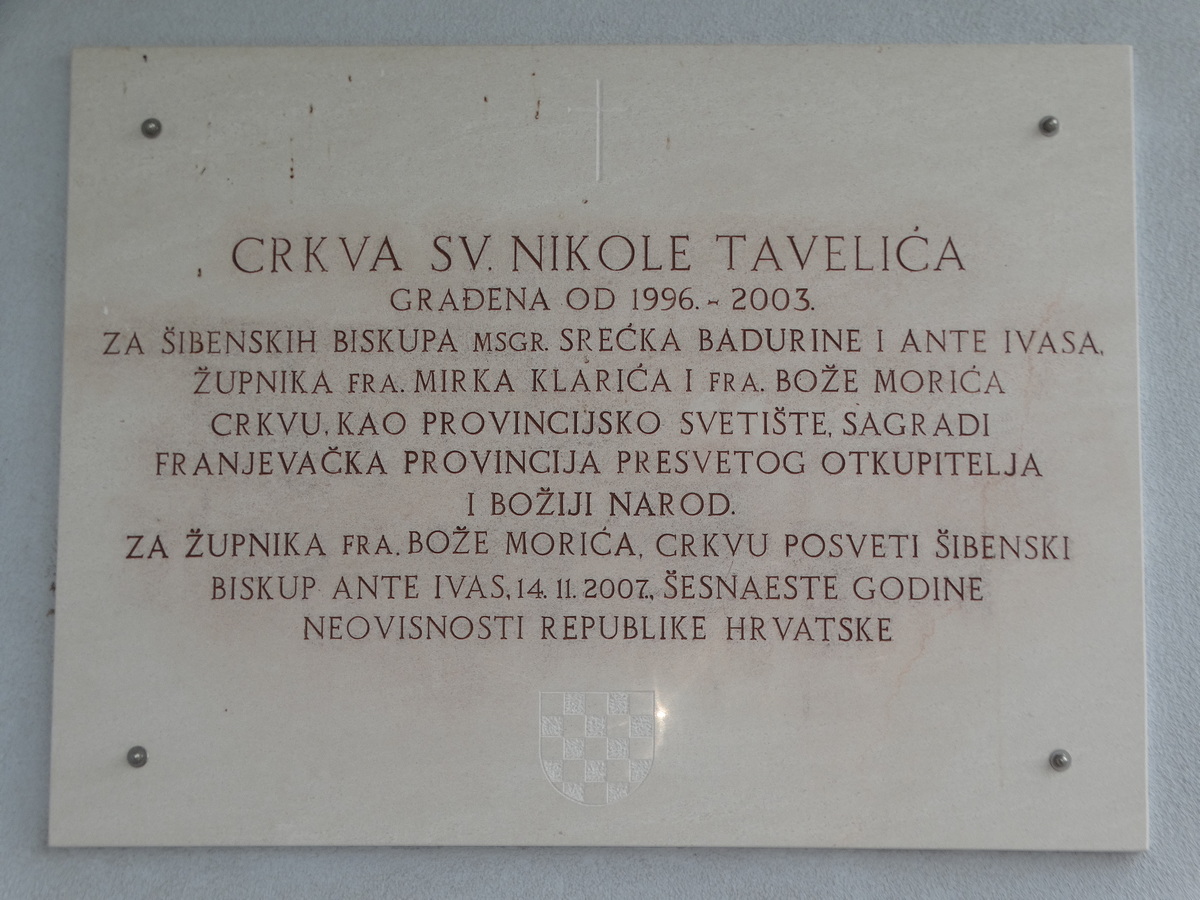 CRKVA SV. NIKOLE TAVELIĆA
GRAĐENA OD 1996. - 2003.
ZA ŠIBENSKIH BISKUPA MSGR. SREĆKA BADURINE I ANTE IVASA,
ŽUPNIKA FRA. MIRKA KLARIĆA I FRA. BOŽE MORIĆA
CRKVU, KAO PROVINCIJSKO SVETIŠTE, SAGRADI
FRANJEVAČKA PROVINCIJA PRESVETOG OTKUPITELJA
I BOŽIJI NAROD.
ZA ŽUPNIKA FRA. BOŽE MORIĆA, CRKVU POSVETI ŠIBENSKI
BISKUP ANTE IVAS, 14. 11. 2007., ŠESNAESTE GODINE
NEOVISNOSTI REPUBLIKE HRVATSKE